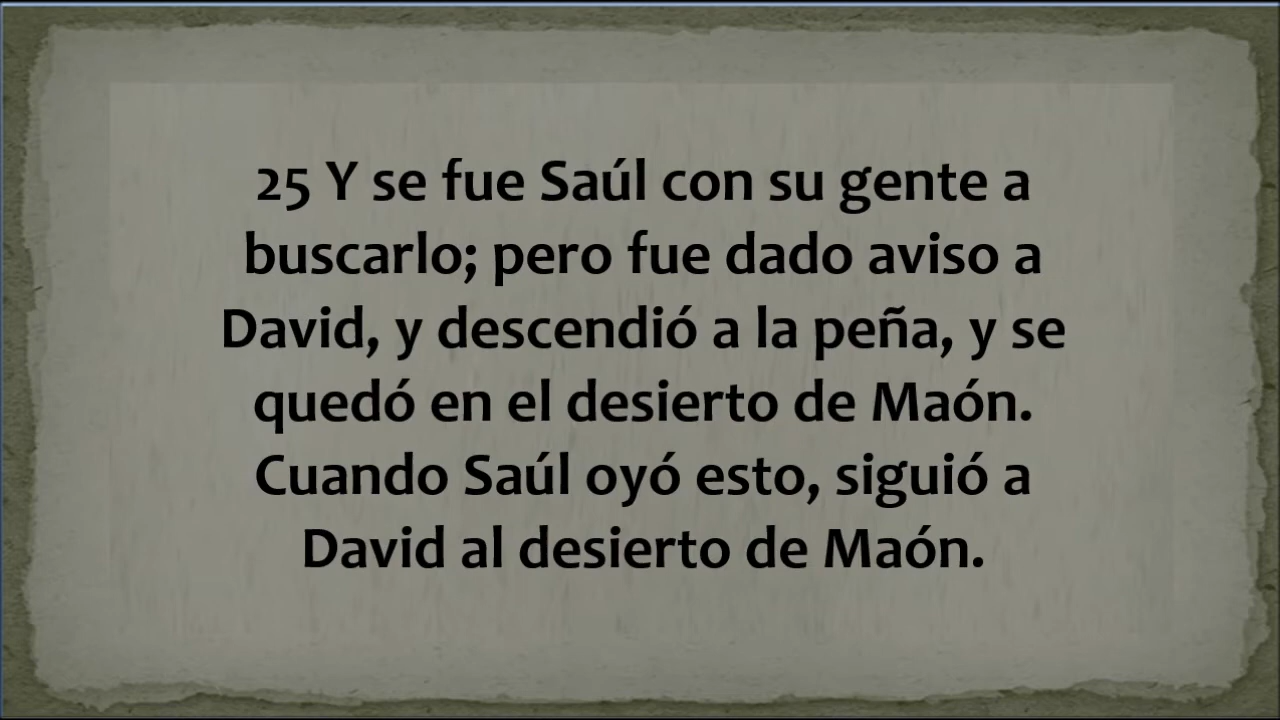 25 Y se fue Saúl con su gente a
buscarlo; pero fue dado aviso a
David, y descendió a la peña, y se
quedó en el desierto de Maón.
Cuando Saúl oyó esto, siguió a
David al desierto de Maón.